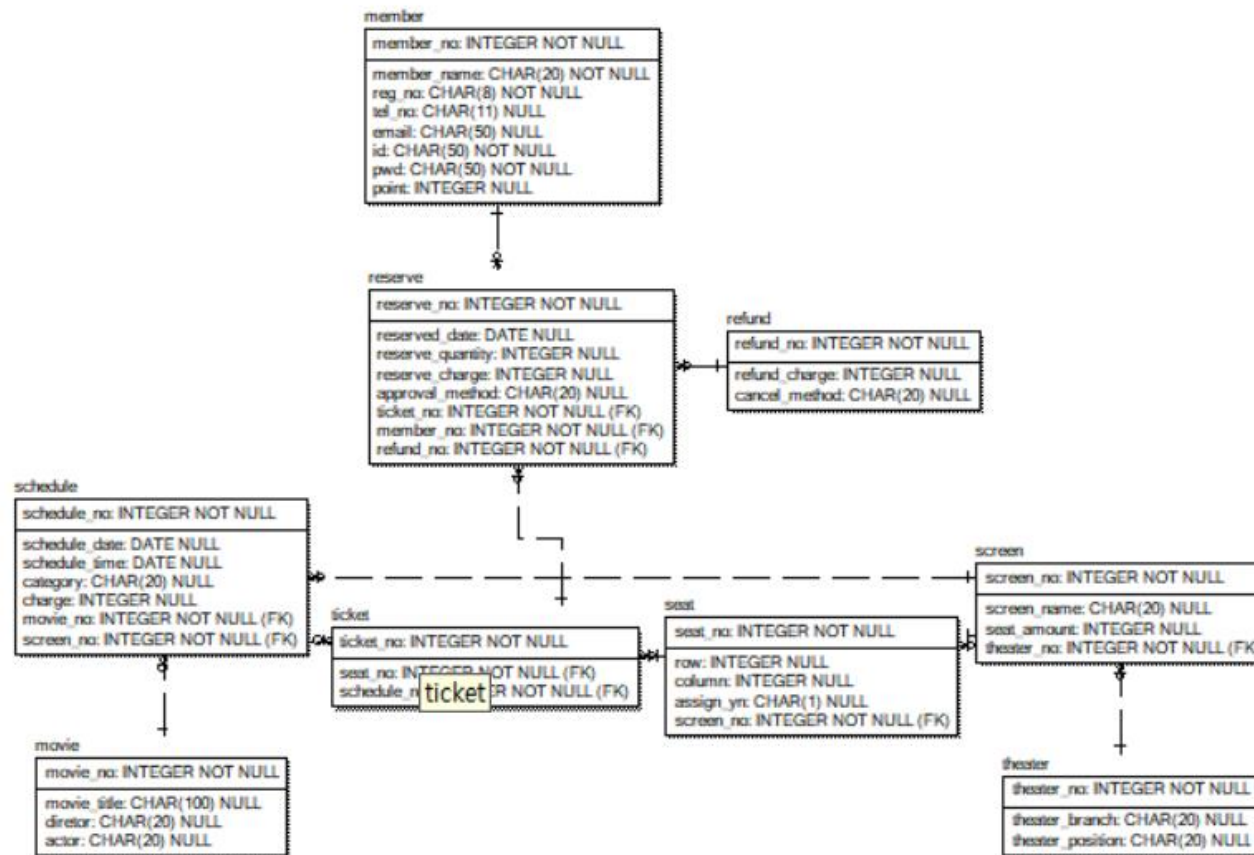 member
member_no: INTEGER NOT NULL
member_name: CHAR(20) NOT NULL
reg_no: CHAR(8) NOT NULL
tel_no: CHAR(11) NULL
email: CHAR(50) NULL
id: CHAR(50) NOT NULL
pwd: CHAR(50) NOT NULL
point: INTEGER NULL
reserve
reserve_no: INTEGER NOT NULL
reserved_date: DATE NULL
reserve_quantity: INTEGER NULL
reserve_charge: INTEGER NULL
approval_method: CHAR(20) NULL
ticket_no: INTEGER NOT NULL (FK)
member_no: INTEGER NOT NULL (FK)
refund_no: INTEGER NOT NULL (FK)
refund
refund_no: INTEGER NOT NULL
refund_charge: INTEGER NULL
cancel_method: CHAR(20) NULL
schedule
schedule_no: INTEGER NOT NULL
schedule_date: DATE NULL
schedule_time: DATE NULL
category: CHAR(20) NULL
charge: INTEGER NULL
movie_no: INTEGER NOT NULL (FK)
screen_no: INTEGER NOT NULL (FK)
ticket
ticket_no: INTEGER NOT NULL
seat_no: INTEGER NOT NULL (FK)
NOT NULL (FK)
ticket
seat
seat_no: INTEGER NOT NULL
row: INTEGER NULL
column: INTEGER NULL
assign_yn: CHAR(1) NULL
screen_no: INTEGER NOT NULL (FK)
screen
screen_no: INTEGER NOT NULL
screen_name: CHAR(20) NULL
seat_amount: INTEGER NULL
theater_no: INTEGER NOT NULL (FK
movie
movie_no: INTEGER NOT NULL
movie_title: CHAR(100) NULL
diretor: CHAR(20) NULL
actor: CHAR(20) NULL
theater
theater_no: INTEGER NOT NULL
theater_branch: CHAR(20) NULL
theater_position: CHAR(20) NULL